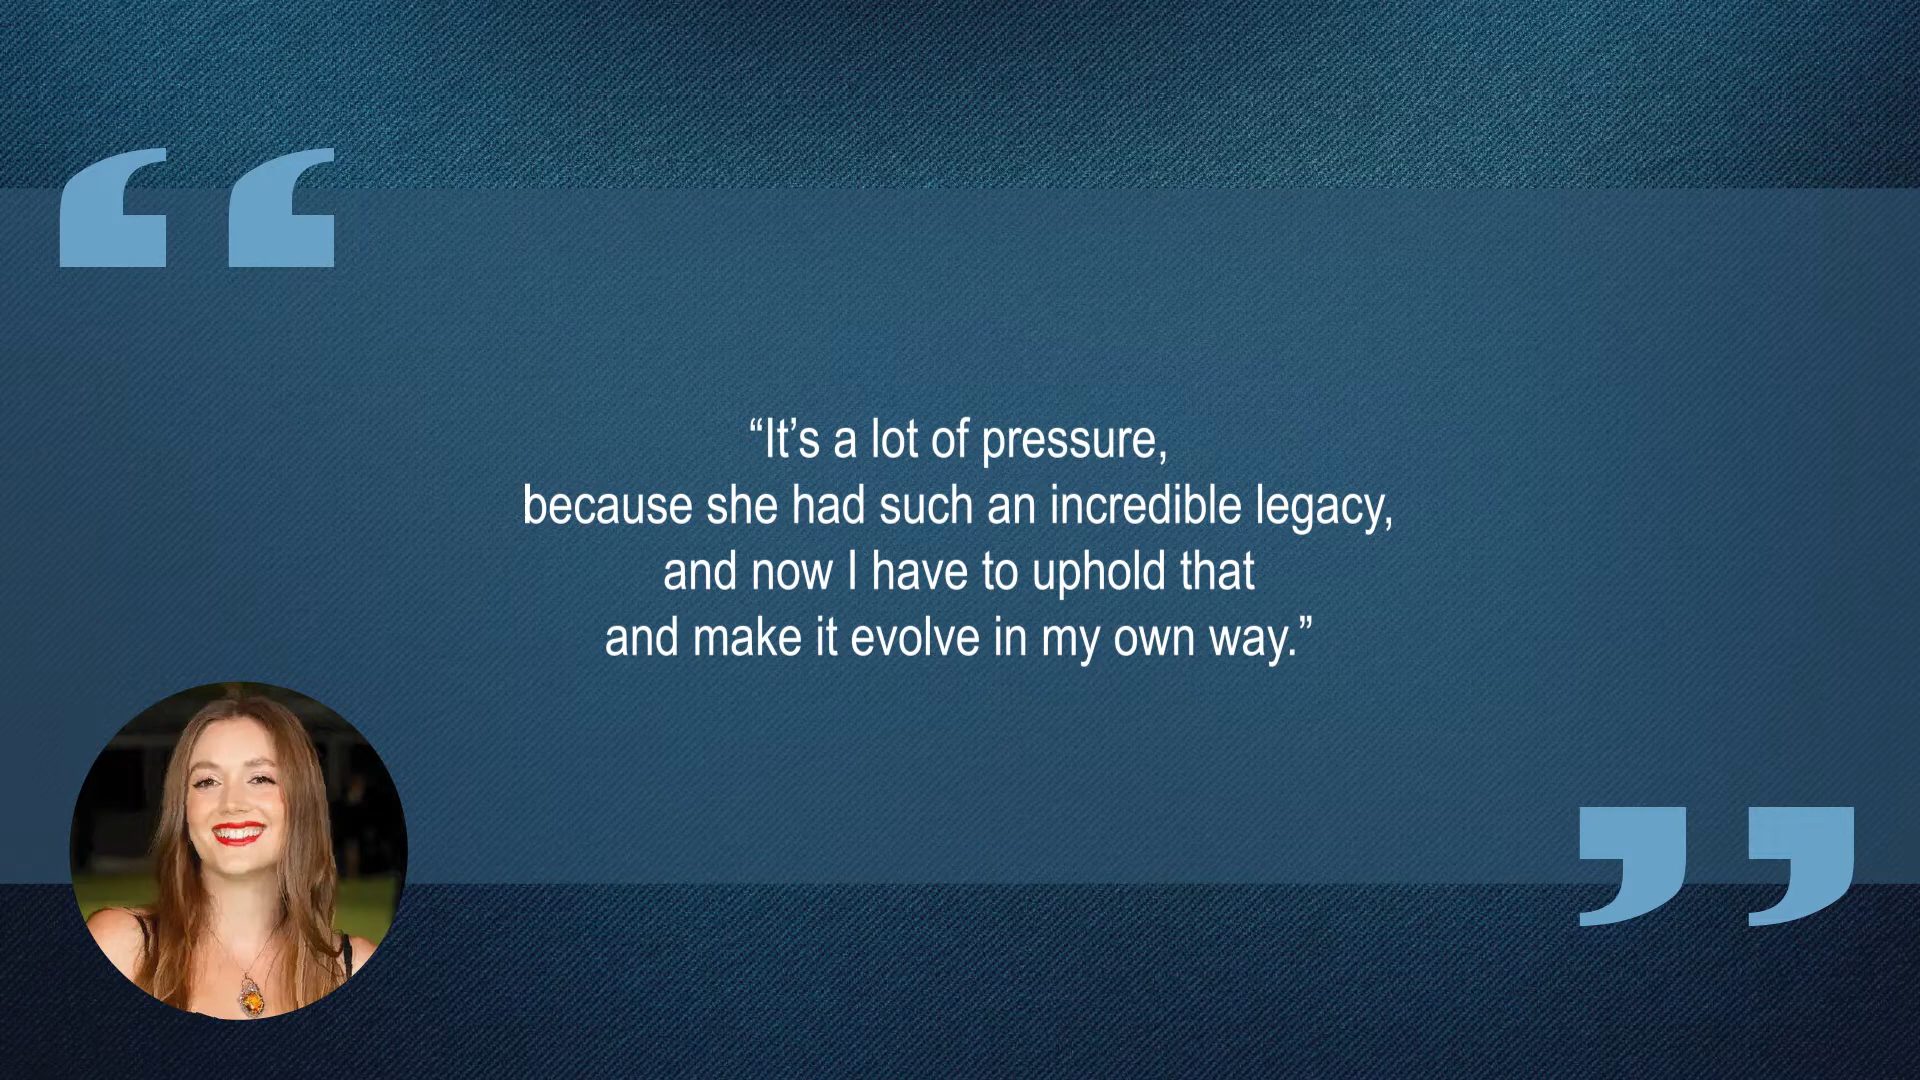 “It’s a lot of pressure,
because she had such an incredible legacy,
and now I have to uphold that
and make it evolve in my own way.”